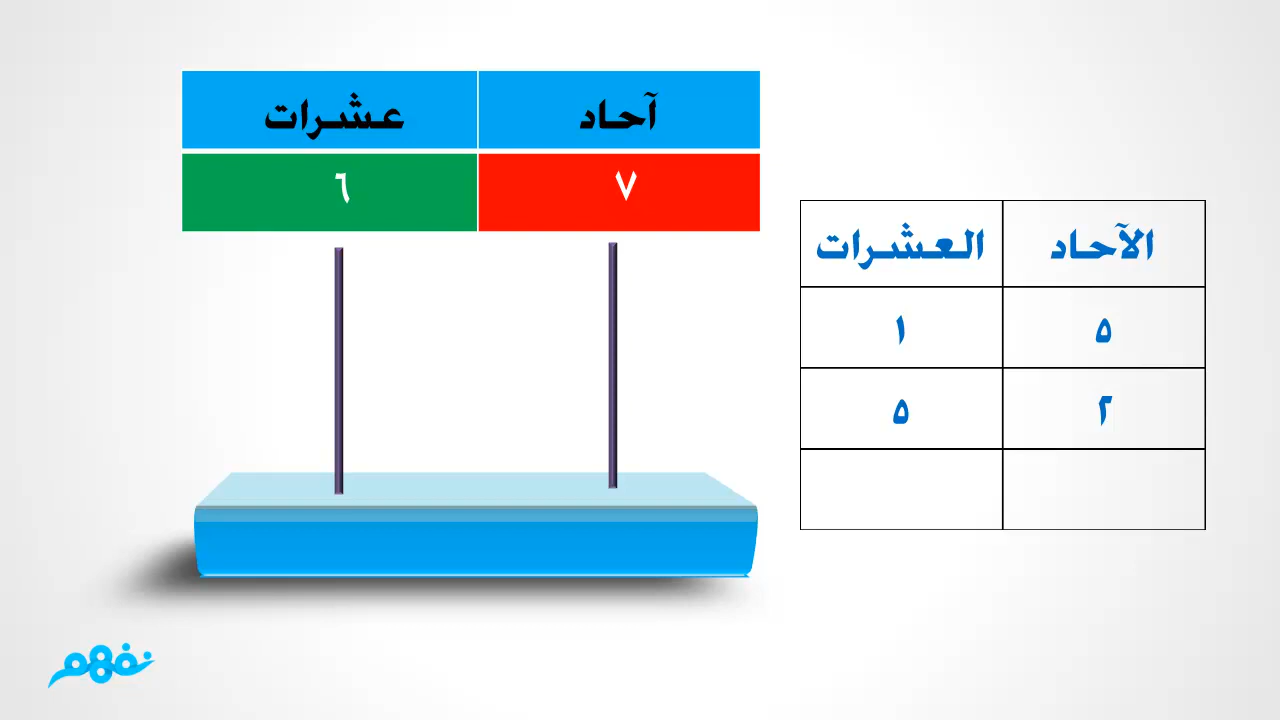 آحاد عشرات
٧ ٦
الآحاد العشرات
٥ ١
٢ ٥
نفهم